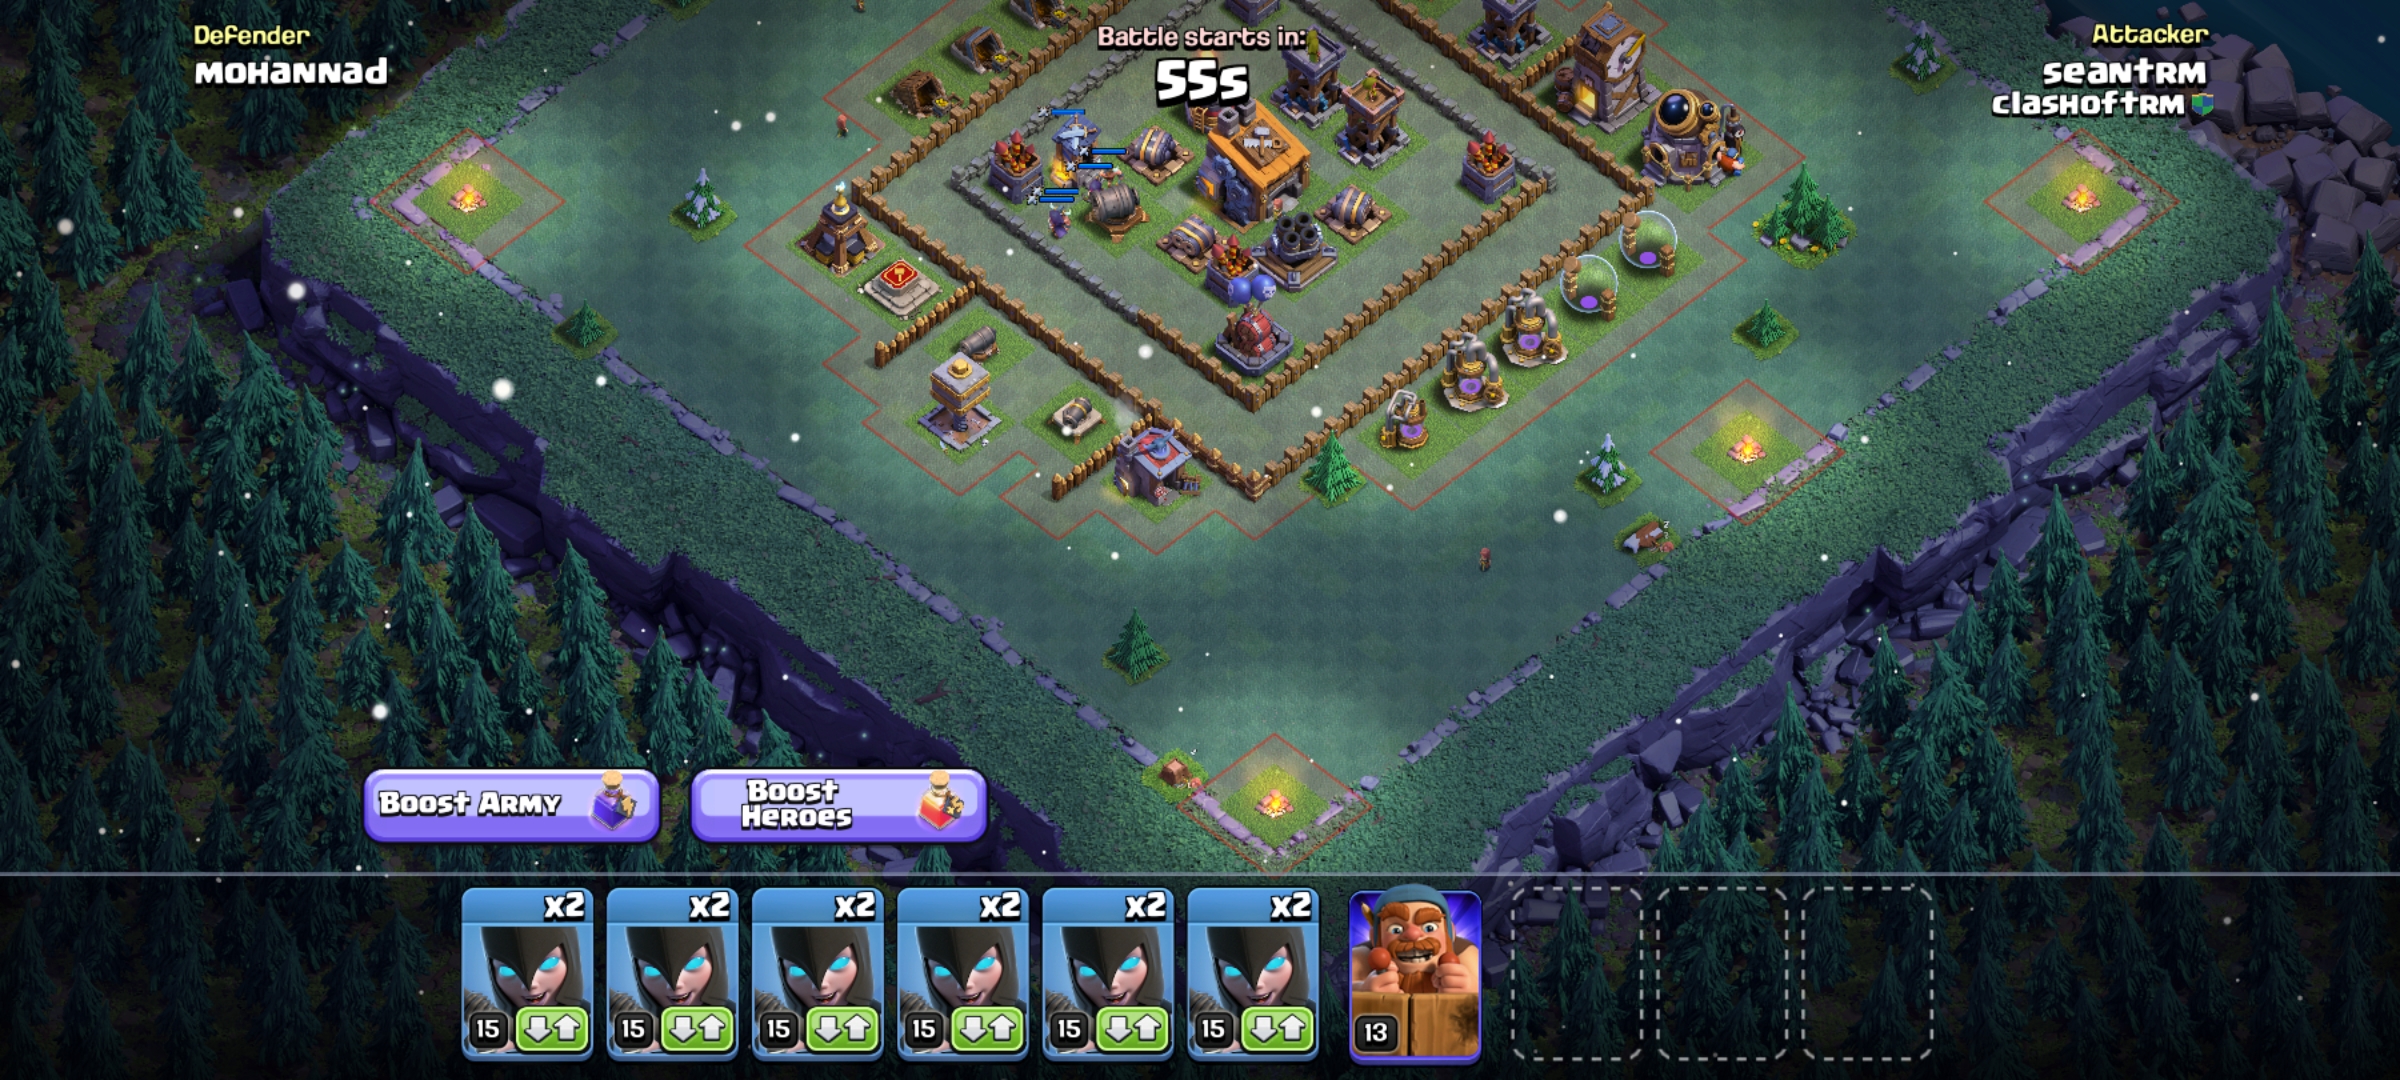 Defender
MOHANNAD
Battle starts in:
55s
Attacker
seantRM
clashoftRM
z
Boost Army
Boost
Heroes
x2
x2
x2
x2
x2
x2
15
15
15
15
15
15
13